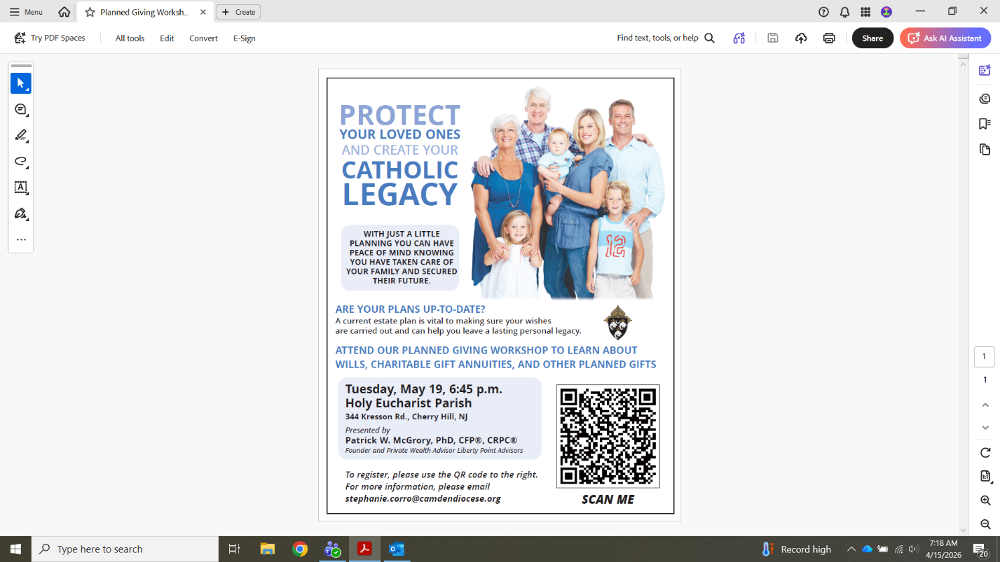 Menu
Planned Giving Worksh...
Create
Try PDF Spaces
All tools
Edit
Convert
E-Sign
Find text, tools, or help
Share
Ask AI Assistant
PROTECT
YOUR LOVED ONES
AND CREATE YOUR
CATHOLIC
LEGACY
12
WITH JUST A LITTLE
PLANNING YOU CAN HAVE
PEACE OF MIND KNOWING
YOU HAVE TAKEN CARE OF
YOUR FAMILY AND SECURED
THEIR FUTURE.
ARE YOUR PLANS UP-TO-DATE?
A current estate plan is vital to making sure your wishes
are carried out and can help you leave a lasting personal legacy.
ATTEND OUR PLANNED GIVING WORKSHOP TO LEARN ABOUT
WILLS, CHARITABLE GIFT ANNUITIES, AND OTHER PLANNED GIFTS
Tuesday, May 19, 6:45 p.m.
Holy Eucharist Parish
344 Kresson Rd., Cherry Hill, NJ
Presented by
Patrick W. McGrory, PhD, CFP®, CRPC®
Founder and Private Wealth Advisor Liberty Point Advisors
To register, please use the QR code to the right.
For more information, please email
stephanie.corro@camdendiocese.org
SCAN ME
1
1
1:1
Type here to search
Record high
7:18 AM
4/15/2026
20